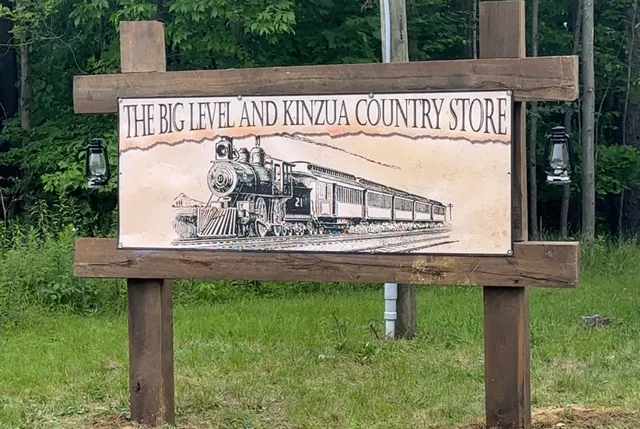 THE BIG LEVEL AND KINZUA COUNTRY STORE
21